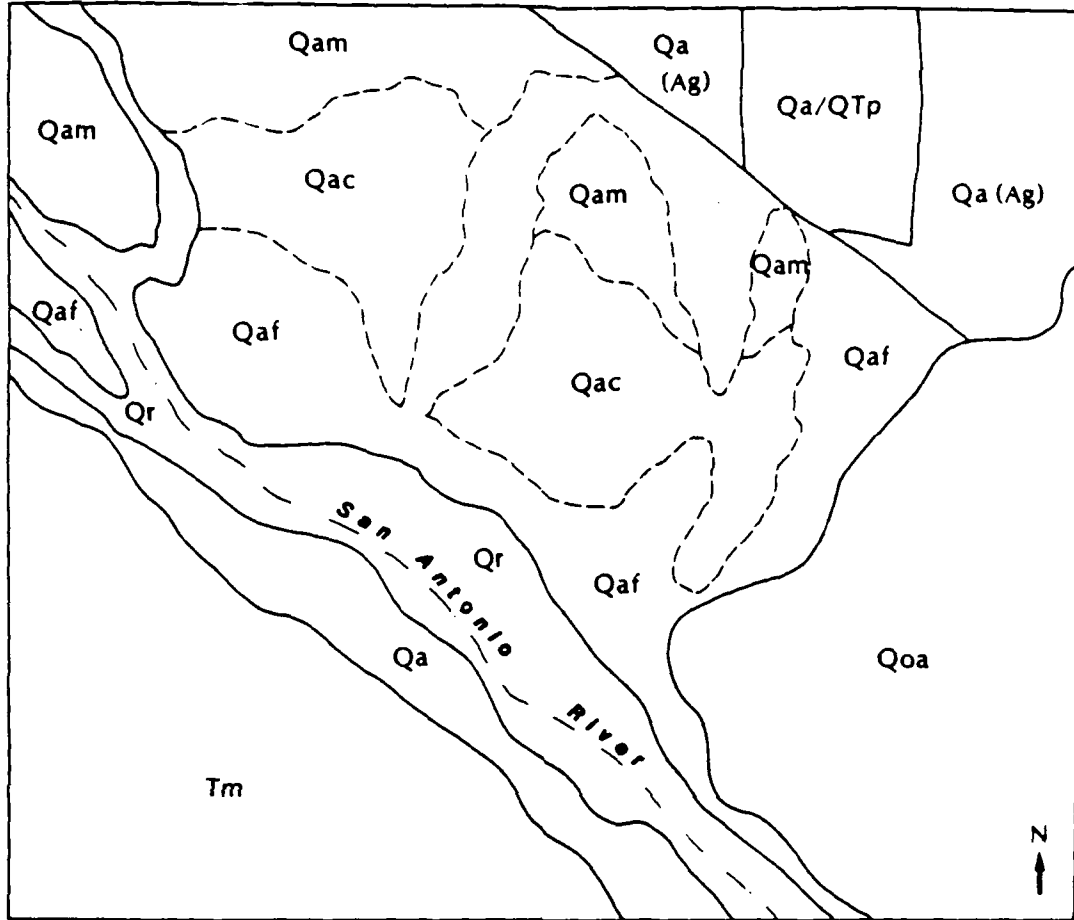 Qam
Qa
(Ag)
Qa/QTp
Qam
Qac
Qam
Qa (Ag)
Qam
Qaf
Qaf
Qac
Qaf
Qr
San Antonio River
Qr
Qaf
Qa
Qoa
Tm
N